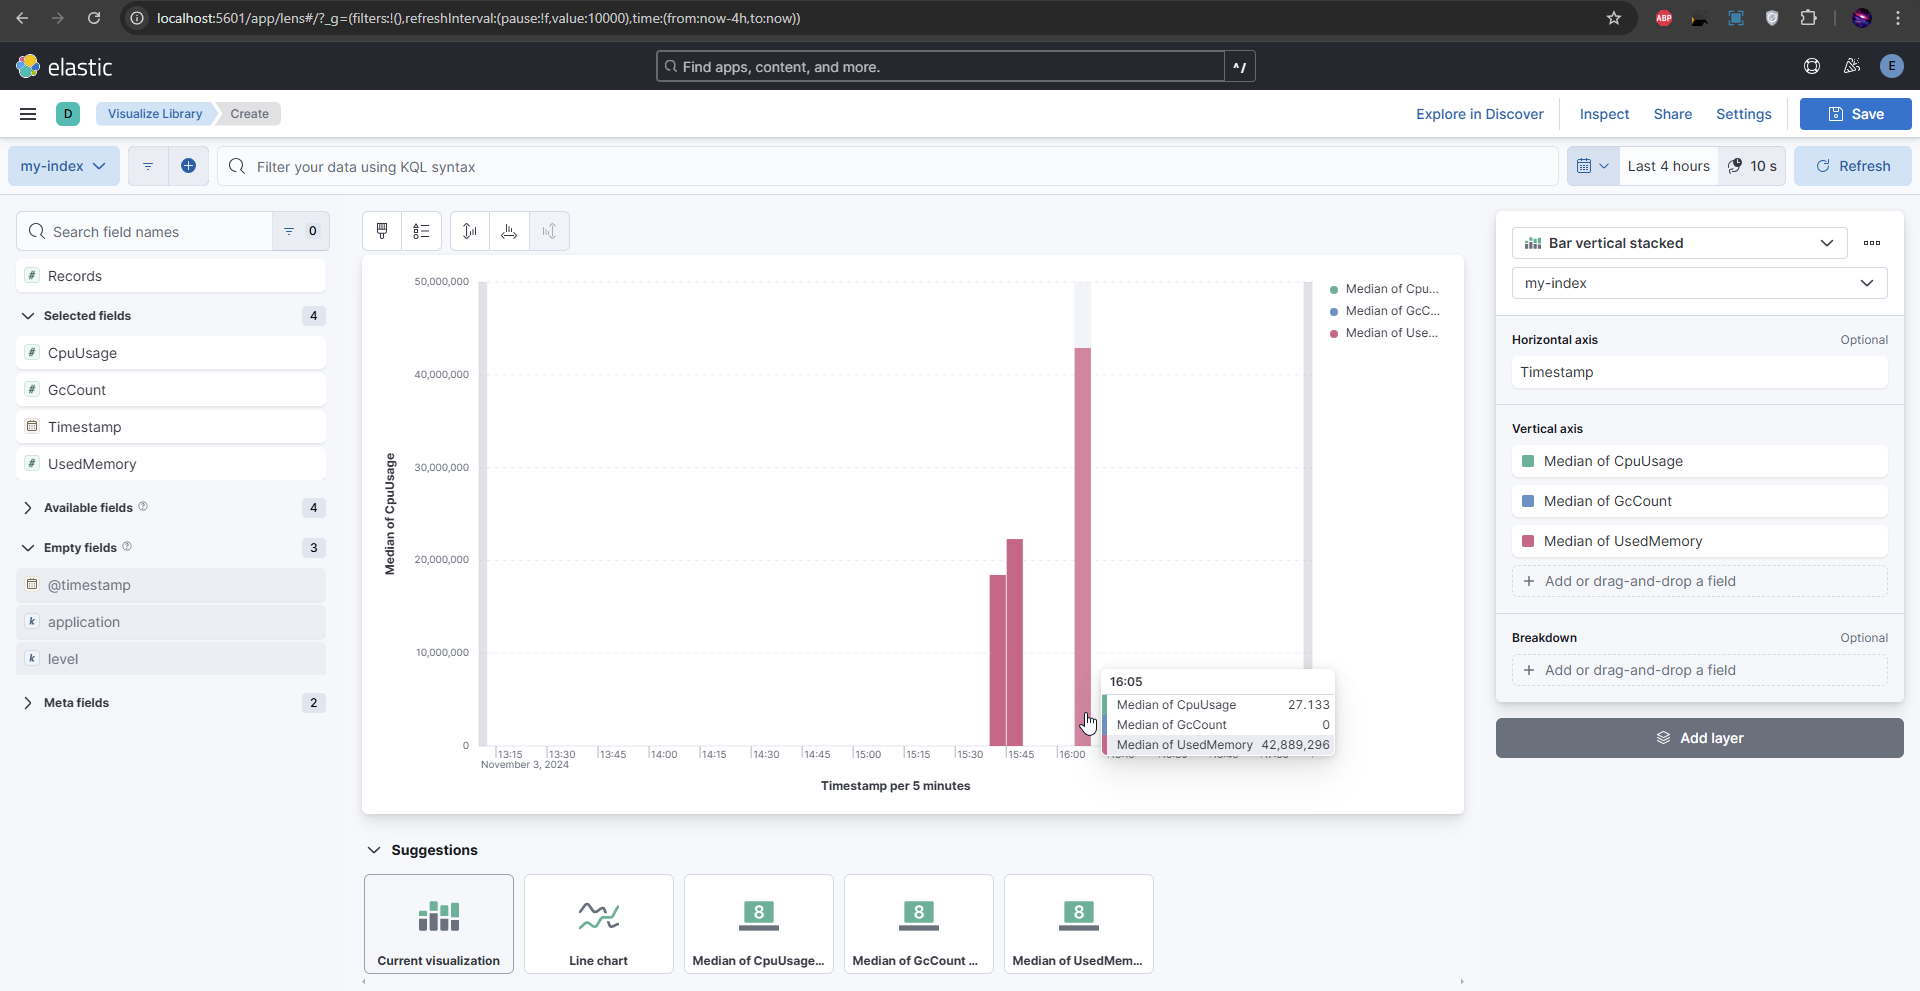 localhost:5601/app/lens#/?_g=(filters:!(),refreshInterval:(pause:!f,value:10000),time:(from:now-4h,to:now))
ABP
elastic
Find apps, content, and more.
^/
E
D
Visualize Library
Create
Explore in Discover
Inspect
Share
Settings
Save
my-index
Filter your data using KQL syntax
Last 4 hours
10 s
Refresh
Search field names
0
# Records
Selected fields
4
# CpuUsage
# GcCount
Timestamp
# UsedMemory
Available fields
4
Empty fields
3
@timestamp
k application
k level
Meta fields
2
50,000,000
40,000,000
30,000,000
20,000,000
10,000,000
0
Median of CpuUsage
13:15
13:30
13:45
14:00
14:15
14:30
14:45
15:00
15:15
15:30
15:45
16:00
November 3, 2024
Timestamp per 5 minutes
Median of Cpu...
Median of GcC...
Median of Use...
16:05
Median of CpuUsage 27.133
Median of GcCount 0
Median of UsedMemory 42,889,296
Suggestions
Current visualization
Line chart
8
Median of CpuUsage...
8
Median of GcCount ...
8
Median of UsedMem...
Bar vertical stacked
my-index
Horizontal axis
Optional
Timestamp
Vertical axis
Median of CpuUsage
Median of GcCount
Median of UsedMemory
Add or drag-and-drop a field
Breakdown
Optional
Add or drag-and-drop a field
Add layer